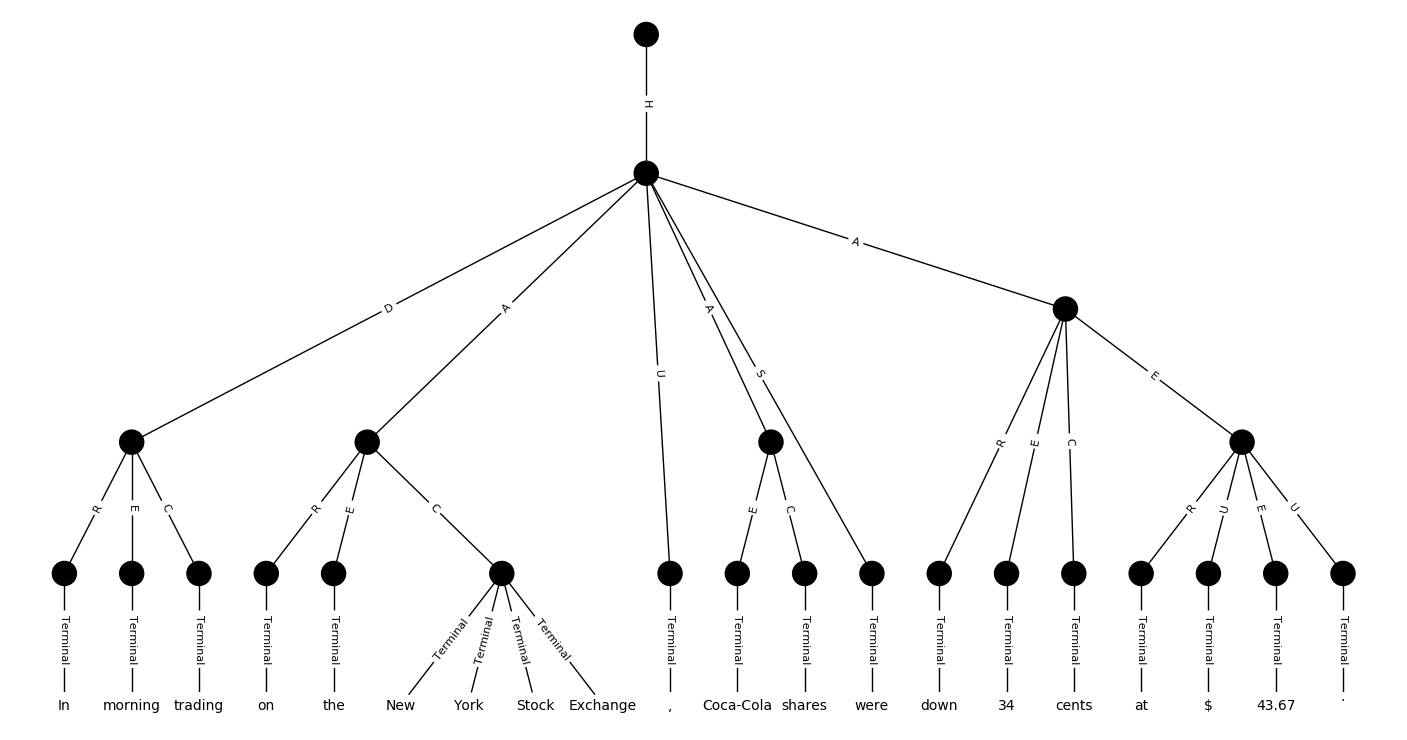 H
A
D
A
A
U
S
E
R
E
C
R
E
C
R
E
C
E
C
R
U
E
U
Terminal Terminal Terminal Terminal Terminal Terminal Terminal Terminal Terminal Terminal Terminal Terminal Terminal Terminal Terminal Terminal Terminal Terminal Terminal Terminal
In morning trading on the New York Stock Exchange , Coca-Cola shares were down 34 cents at $ 43.67 .